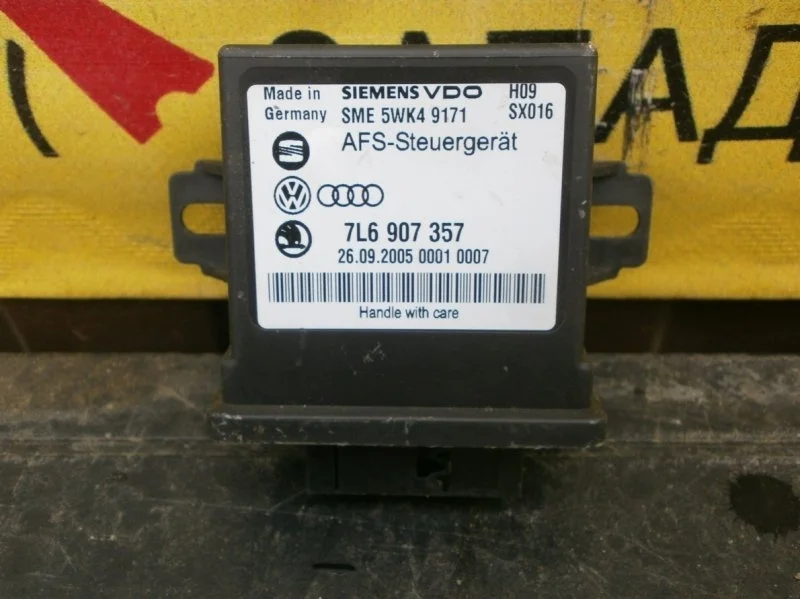 ЗАПАД
Made in SIEMENS VDO H09
Germany SME 5WK4 9171 SX016
AFS-Steuergerät
7L6 907 357
26.09.2005 0001 0007
Handle with care